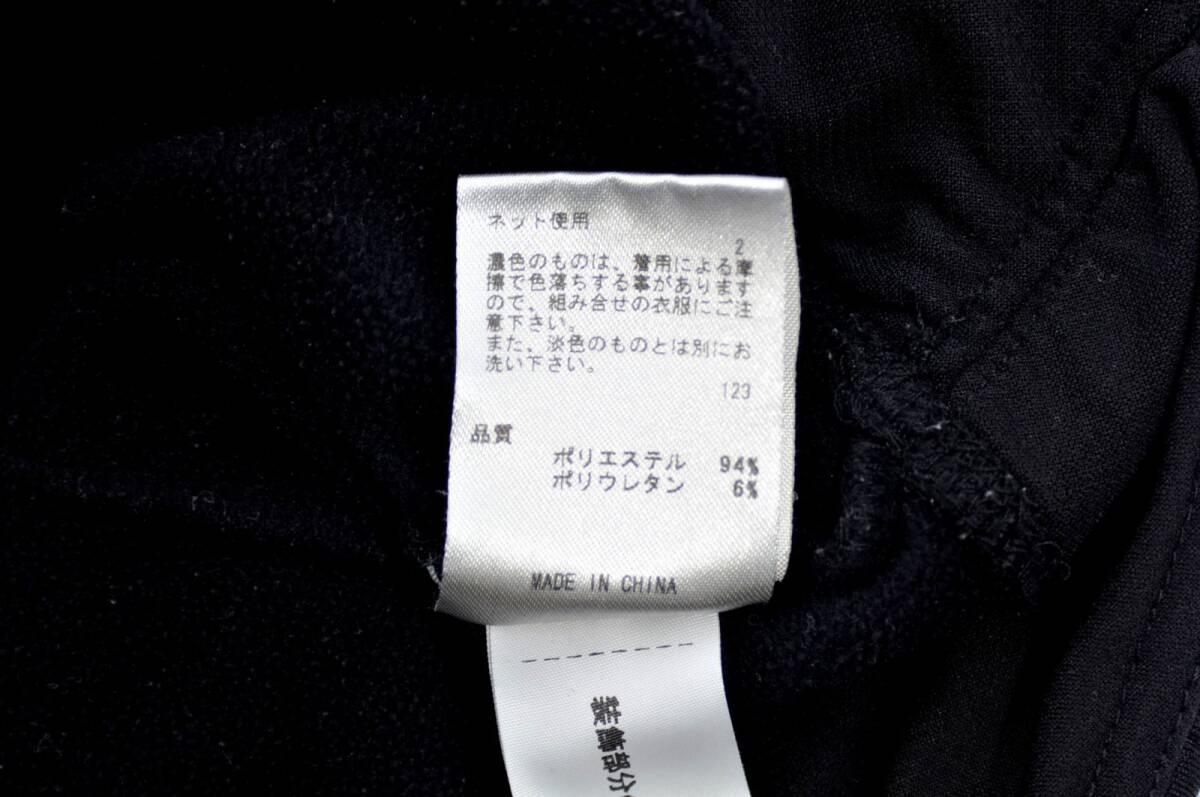 ネット使用
2
濃色のものは、着用による摩
擦で色落ちする事があります
ので、組み合せの衣服にご注
意下さい。
また、淡色のものとは別にお
洗い下さい。
123
品質
ポリエステル 94%
ポリウレタン 6%
MADE IN CHINA
装飾部分